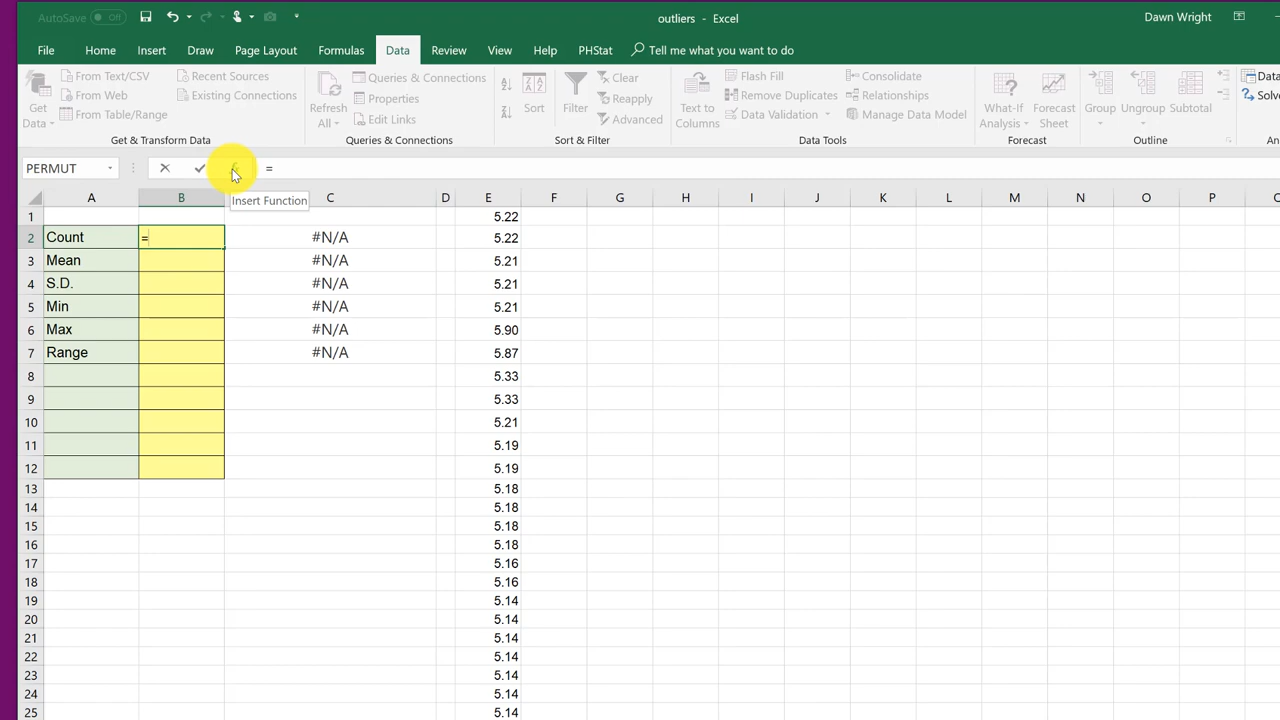 AutoSave Off
outliers - Excel
Dawn Wright
File Home Insert Draw Page Layout Formulas Data Review View Help PHStat Tell me what you want to do
Get Data
From Text/CSV
From Web
From Table/Range
Recent Sources
Existing Connections
Get & Transform Data
Refresh All
Queries & Connections
Properties
Edit Links
Queries & Connections
Sort
Filter
Clear
Reapply
Advanced
Sort & Filter
Text to Columns
Flash Fill
Remove Duplicates
Data Validation
Consolidate
Relationships
Manage Data Model
Data Tools
What-If Analysis
Forecast Sheet
Forecast
Group
Ungroup
Subtotal
Outline
Data
Solve
An
PERMUT =
Insert Function
A B C D E F G H I J K L M N O P
1 5.22
2 Count = #N/A 5.22
3 Mean #N/A 5.21
4 S.D. #N/A 5.21
5 Min #N/A 5.21
6 Max #N/A 5.90
7 Range #N/A 5.87
8 5.33
9 5.33
10 5.21
11 5.19
12 5.19
13 5.18
14 5.18
15 5.18
16 5.18
17 5.16
18 5.16
19 5.14
20 5.14
21 5.14
22 5.14
23 5.14
24 5.14
25 5.14